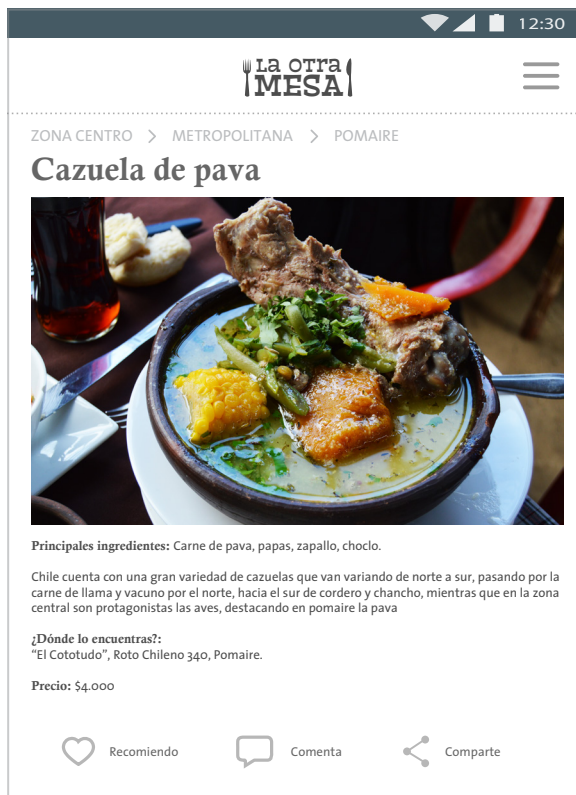 12:30
LA OTRA
MESA
ZONA CENTRO > METROPOLITANA > POMAIRE
Cazuela de pava
Principales ingredientes: Carne de pava, papas, zapallo, choclo.
Chile cuenta con una gran variedad de cazuelas que van variando de norte a sur, pasando por la
carne de llama y vacuno por el norte, hacia el sur de cordero y chancho, mientras que en la zona
central son protagonistas las aves, destacando en pomaire la pava
¿Dónde lo encuentras?:
“El Cototudo”, Roto Chileno 340, Pomaire.
Precio: $4.000
Recomiendo Comenta Comparte